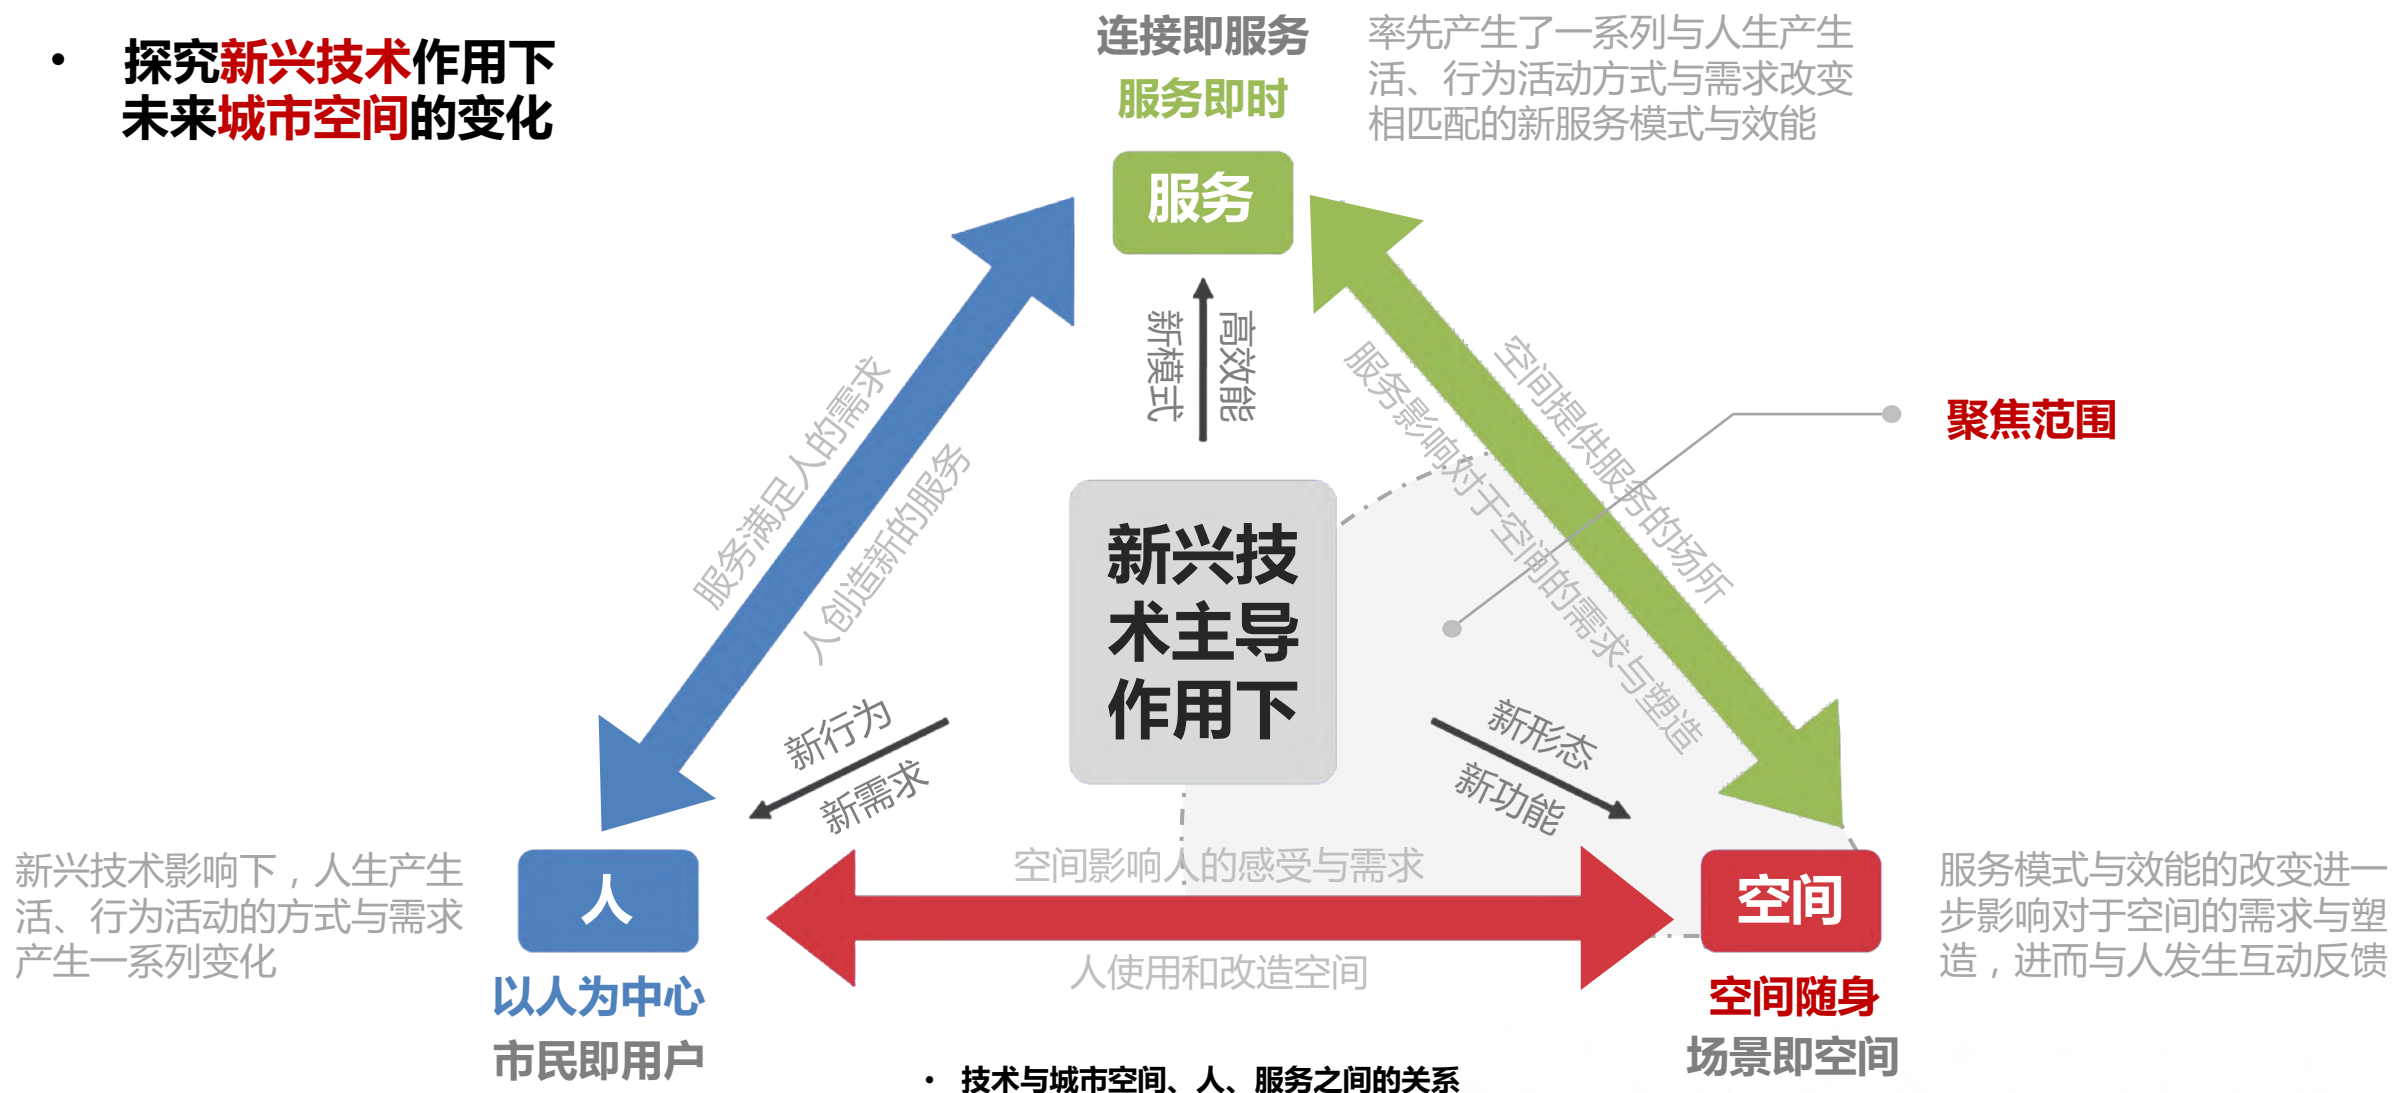 • 探究新兴技术作用下
未来城市空间的变化
连接即服务
服务即时
率先产生了一系列与人生产生
活、行为活动方式与需求改变
相匹配的新服务模式与效能
服务
新模式
高效能
服务满足人的需求
人创造新的服务
空间提供服务的场所
服务影响对于空间的需求与塑造
聚焦范围
新兴技
术主导
作用下
新行为
新需求
新形态
新功能
新兴技术影响下，人生产生
活、行为活动的方式与需求
产生一系列变化
人
以人为中心
市民即用户
空间影响人的感受与需求
人使用和改造空间
空间
空间随身
场景即空间
服务模式与效能的改变进一
步影响对于空间的需求与塑
造，进而与人发生互动反馈
• 技术与城市空间、人、服务之间的关系